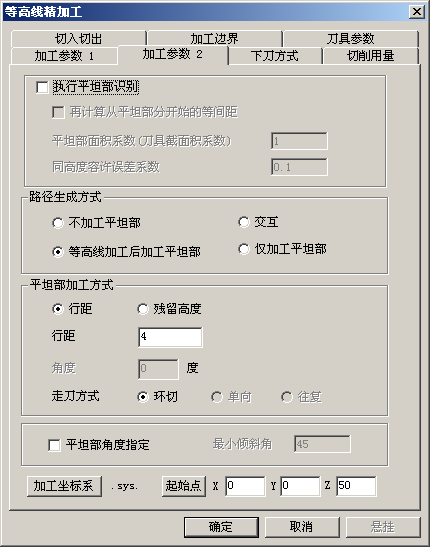 等高线精加工
切入切出 加工边界 刀具参数
加工参数 1 加工参数 2 下刀方式 切削用量
执行平坦部识别
再计算从平坦部分开始的等间距
平坦部面积系数(刀具截面积系数) 1
同高度容许误差系数 0.1
路径生成方式
不加工平坦部 交互
等高线加工后加工平坦部 仅加工平坦部
平坦部加工方式
行距 残留高度
行距 4
角度 0 度
走刀方式 环切 单向 往复
平坦部角度指定 最小倾斜角 45
加工坐标系 .sys. 起始点 X 0 Y 0 Z 50
确定 取消 悬挂